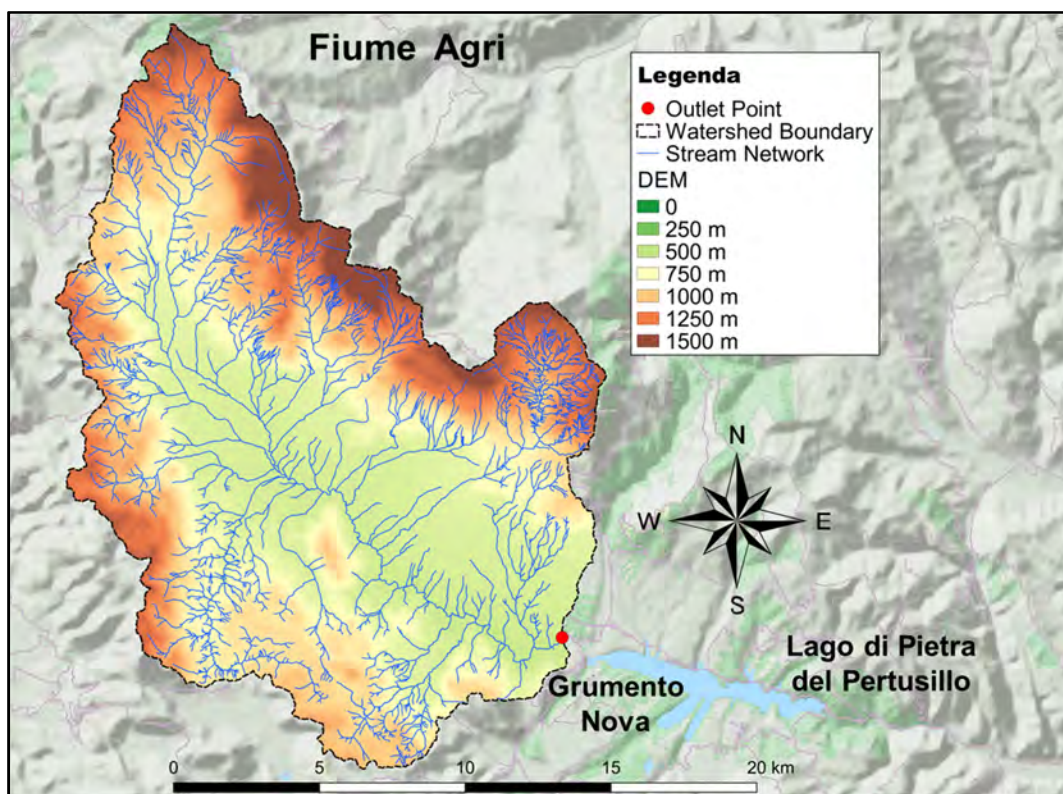 Fiume Agri
Legenda
Outlet Point
Watershed Boundary
Stream Network
DEM
0
250 m
500 m
750 m
1000 m
1250 m
1500 m
N
W
E
S
Lago di Pietra
del Pertusillo
Grumento
Nova
0
5
10
15
20 km